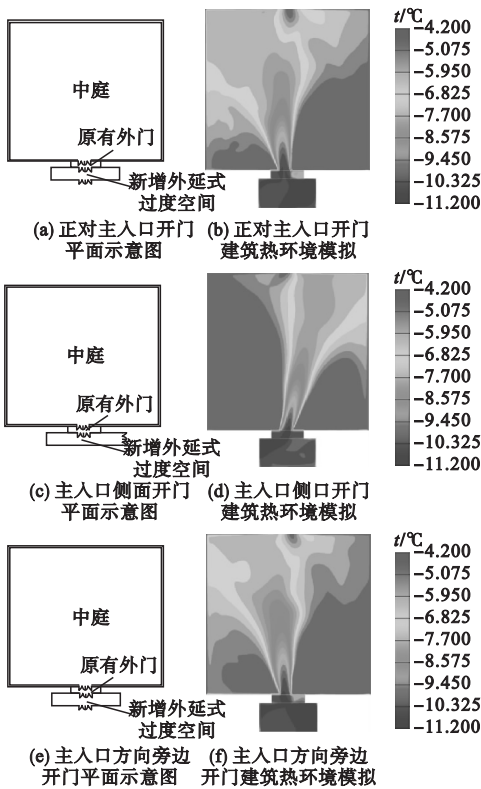 t/℃
-4.200
-5.075
-5.950
-6.825
-7.700
-8.575
-9.450
-10.325
-11.200
中庭
原有外门
新增外延式
过度空间
(a) 正对主入口开门
平面示意图
(b) 正对主入口开门
建筑热环境模拟
t/℃
-4.200
-5.075
-5.950
-6.825
-7.700
-8.575
-9.450
-10.325
-11.200
中庭
原有外门
新增外延式
过度空间
(c) 主入口侧面开门
平面示意图
(d) 主入口侧口开门
建筑热环境模拟
t/℃
-4.200
-5.075
-5.950
-6.825
-7.700
-8.575
-9.450
-10.325
-11.200
中庭
原有外门
新增外延式
过度空间
(e) 主入口方向旁边
开门平面示意图
(f) 主入口方向旁边
开门建筑热环境模拟